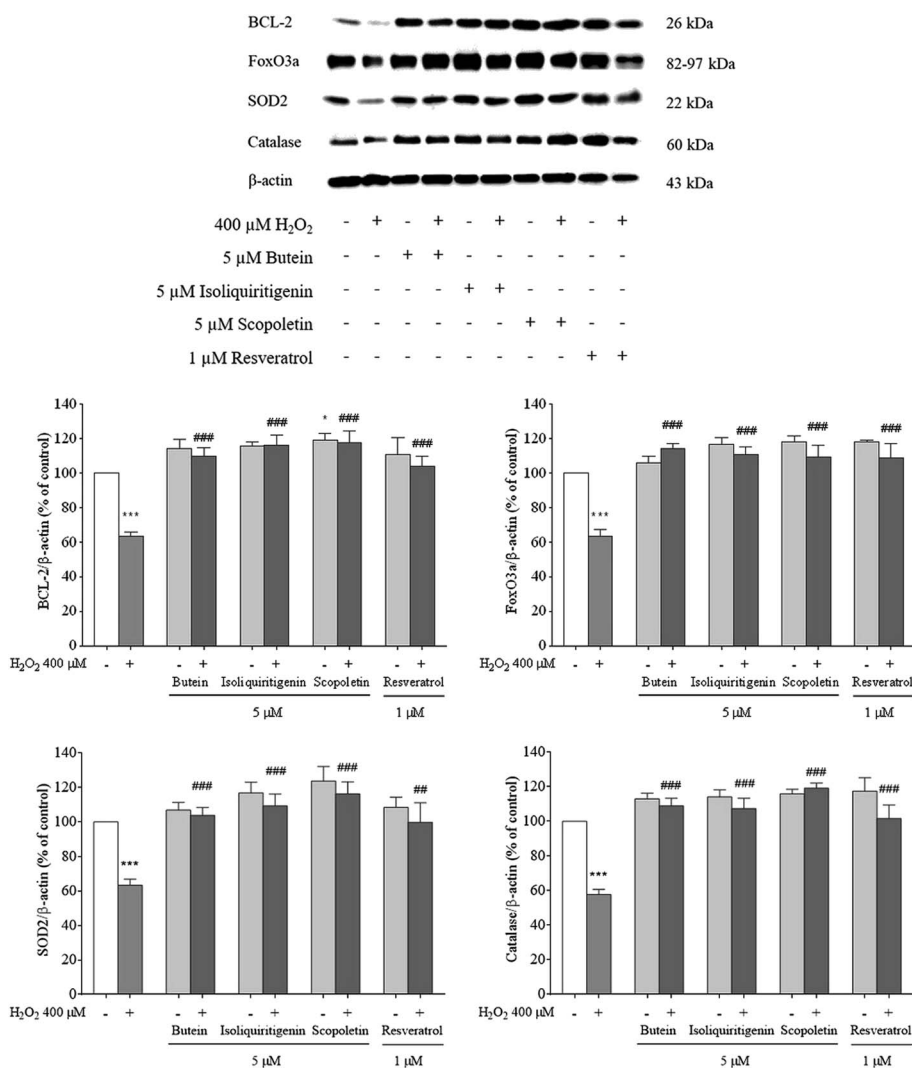 BCL-2 26 kDa
FoxO3a 82-97 kDa
SOD2 22 kDa
Catalase 60 kDa
β-actin 43 kDa
400 µM H₂O₂ - + - + - + - + - +
5 µM Butein - - + + - - - - - -
5 µM Isoliquiritigenin - - - - + + - - - -
5 µM Scopoletin - - - - - - + + - -
1 µM Resveratrol - - - - - - - - + +
BCL-2/β-actin (% of control)
140
120
100
80
60
40
20
0
*** ### ### * ### ###
H₂O₂ 400 µM - + - + - + - + - +
Butein Isoliquiritigenin Scopoletin Resveratrol
5 µM 1 µM
FoxO3a/β-actin (% of control)
140
120
100
80
60
40
20
0
*** ### ### ### ###
H₂O₂ 400 µM - + - + - + - + - +
Butein Isoliquiritigenin Scopoletin Resveratrol
5 µM 1 µM
SOD2/β-actin (% of control)
140
120
100
80
60
40
20
0
*** ### ### ### ##
H₂O₂ 400 µM - + - + - + - + - +
Butein Isoliquiritigenin Scopoletin Resveratrol
5 µM 1 µM
Catalase/β-actin (% of control)
140
120
100
80
60
40
20
0
*** ### ### ### ###
H₂O₂ 400 µM - + - + - + - + - +
Butein Isoliquiritigenin Scopoletin Resveratrol
5 µM 1 µM